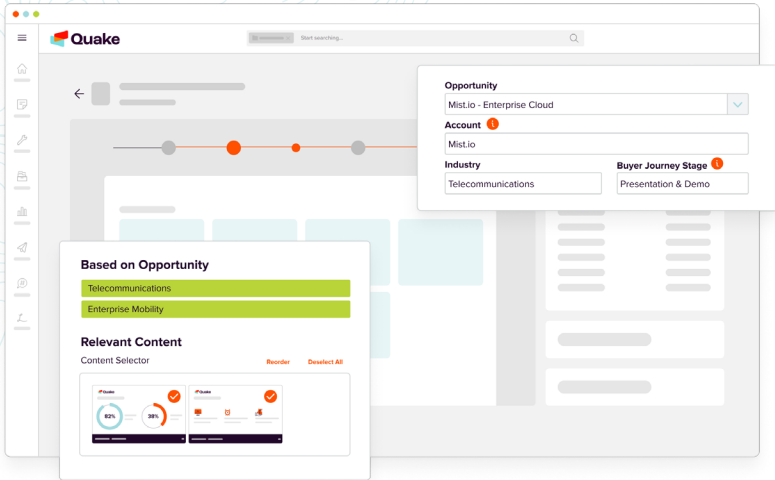 Quake
Start searching...
Opportunity
Mist.io - Enterprise Cloud
Account
Mist.io
Industry
Buyer Journey Stage
Telecommunications
Presentation & Demo
Based on Opportunity
Telecommunications
Enterprise Mobility
Relevant Content
Content Selector
Reorder
Deselect All
Quake
Quake
82%
38%